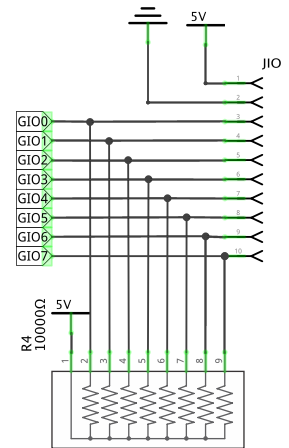 5V
JIO
1
2
GIO0 3
GIO1 4
GIO2 5
GIO3 6
GIO4 7
GIO5 8
GIO6 9
GIO7 10
5V
R4
10000Ω
1 2 3 4 5 6 7 8 9